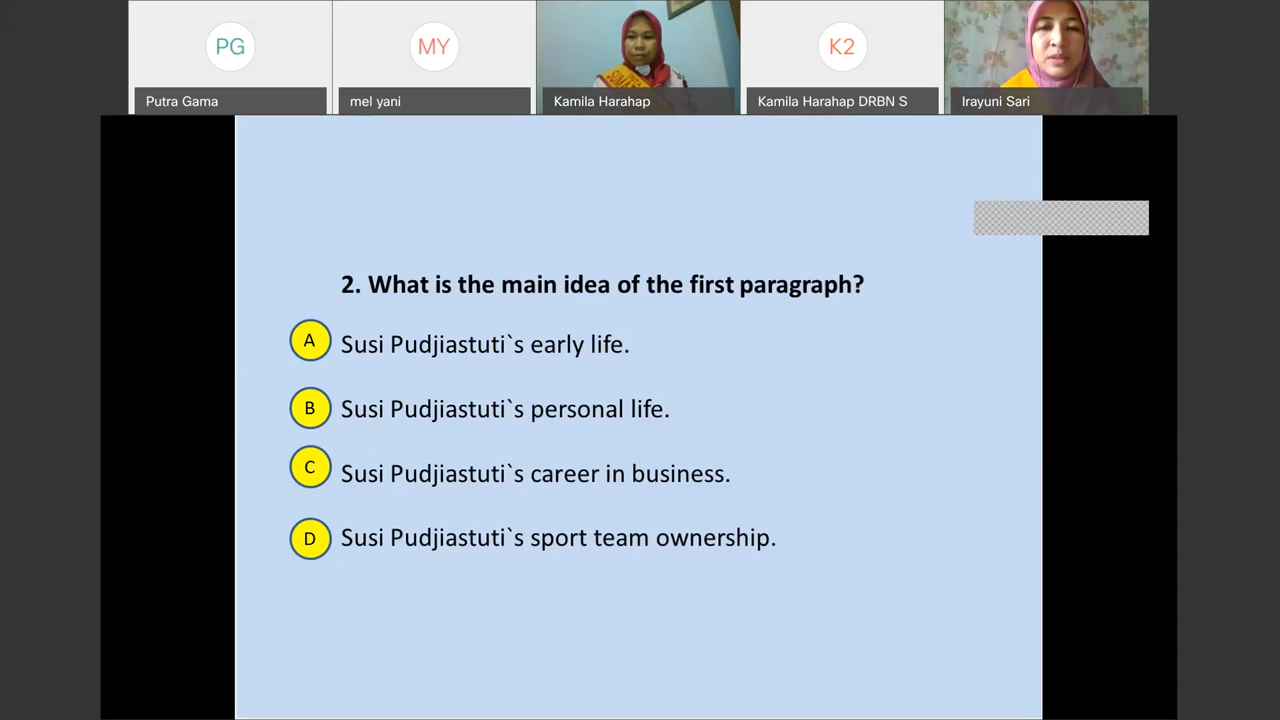 PG
MY
K2
Putra Gama
mel yani
Kamila Harahap
Kamila Harahap DRBN S
Irayuni Sari
2. What is the main idea of the first paragraph?
A Susi Pudjiastuti`s early life.
B Susi Pudjiastuti`s personal life.
C Susi Pudjiastuti`s career in business.
D Susi Pudjiastuti`s sport team ownership.